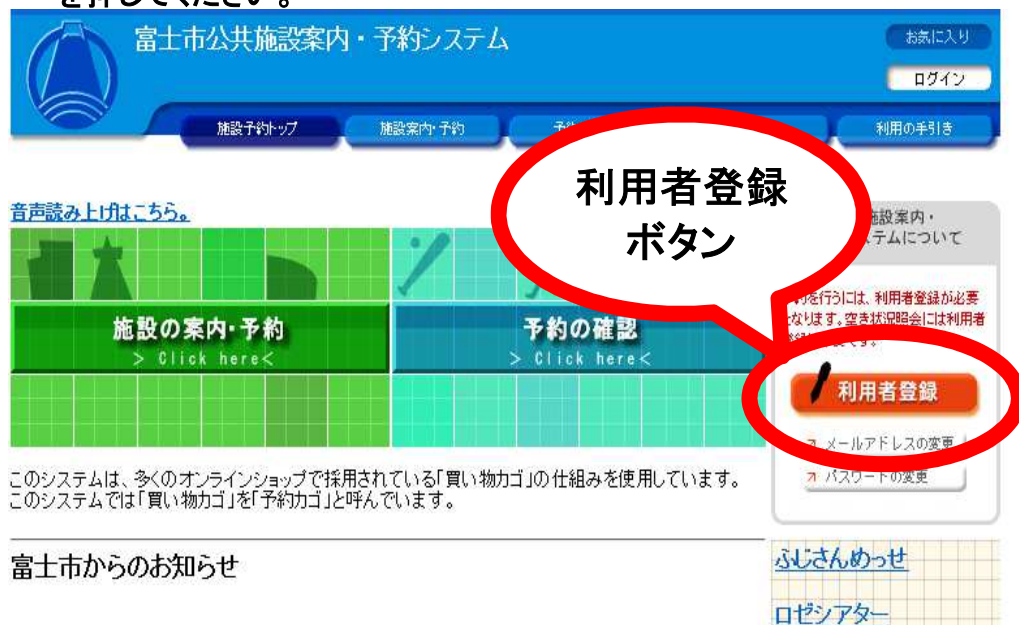 を押してください。
富士市公共施設案内・予約システム
お気に入り
ログイン
施設予約トップ
施設案内・予約
利用の手引き
利用者登録
ボタン
音声読み上げはこちら。
施設案内・
テムについて
施設の案内・予約
> Click here<
予約の確認
> Click here<
を行うには、利用者登録が必要
なります。空き状況照会には利用者
利用者登録
メールアドレスの変更
パスワードの変更
このシステムは、多くのオンラインショップで採用されている「買い物カゴ」の仕組みを使用しています。
このシステムでは「買い物カゴ」を「予約カゴ」と呼んでいます。
富士市からのお知らせ
ふじさんめっせ
ロゼシアター